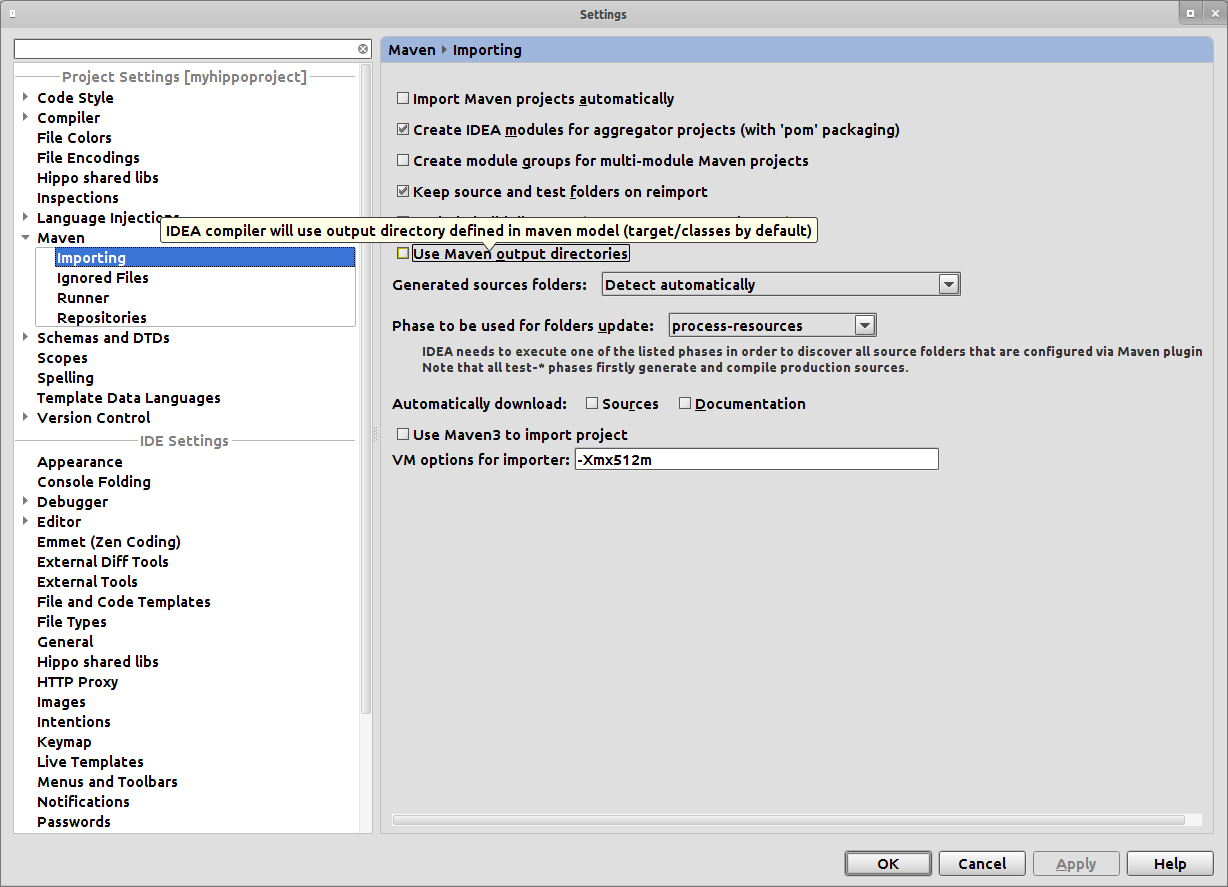 Settings
Project Settings [myhippoproject]
Code Style
Compiler
File Colors
File Encodings
Hippo shared libs
Inspections
Language Injections
Maven
Importing
Ignored Files
Runner
Repositories
Schemas and DTDs
Scopes
Spelling
Template Data Languages
Version Control
IDE Settings
Appearance
Console Folding
Debugger
Editor
Emmet (Zen Coding)
External Diff Tools
External Tools
File and Code Templates
File Types
General
Hippo shared libs
HTTP Proxy
Images
Intentions
Keymap
Live Templates
Menus and Toolbars
Notifications
Passwords
Maven Importing
Import Maven projects automatically
Create IDEA modules for aggregator projects (with 'pom' packaging)
Create module groups for multi-module Maven projects
Keep source and test folders on reimport
IDEA compiler will use output directory defined in maven model (target/classes by default)
Use Maven output directories
Generated sources folders: Detect automatically
Phase to be used for folders update: process-resources
IDEA needs to execute one of the listed phases in order to discover all source folders that are configured via Maven plugin
Note that all test-* phases firstly generate and compile production sources.
Automatically download: Sources Documentation
Use Maven3 to import project
VM options for importer: -Xmx512m
OK Cancel Apply Help